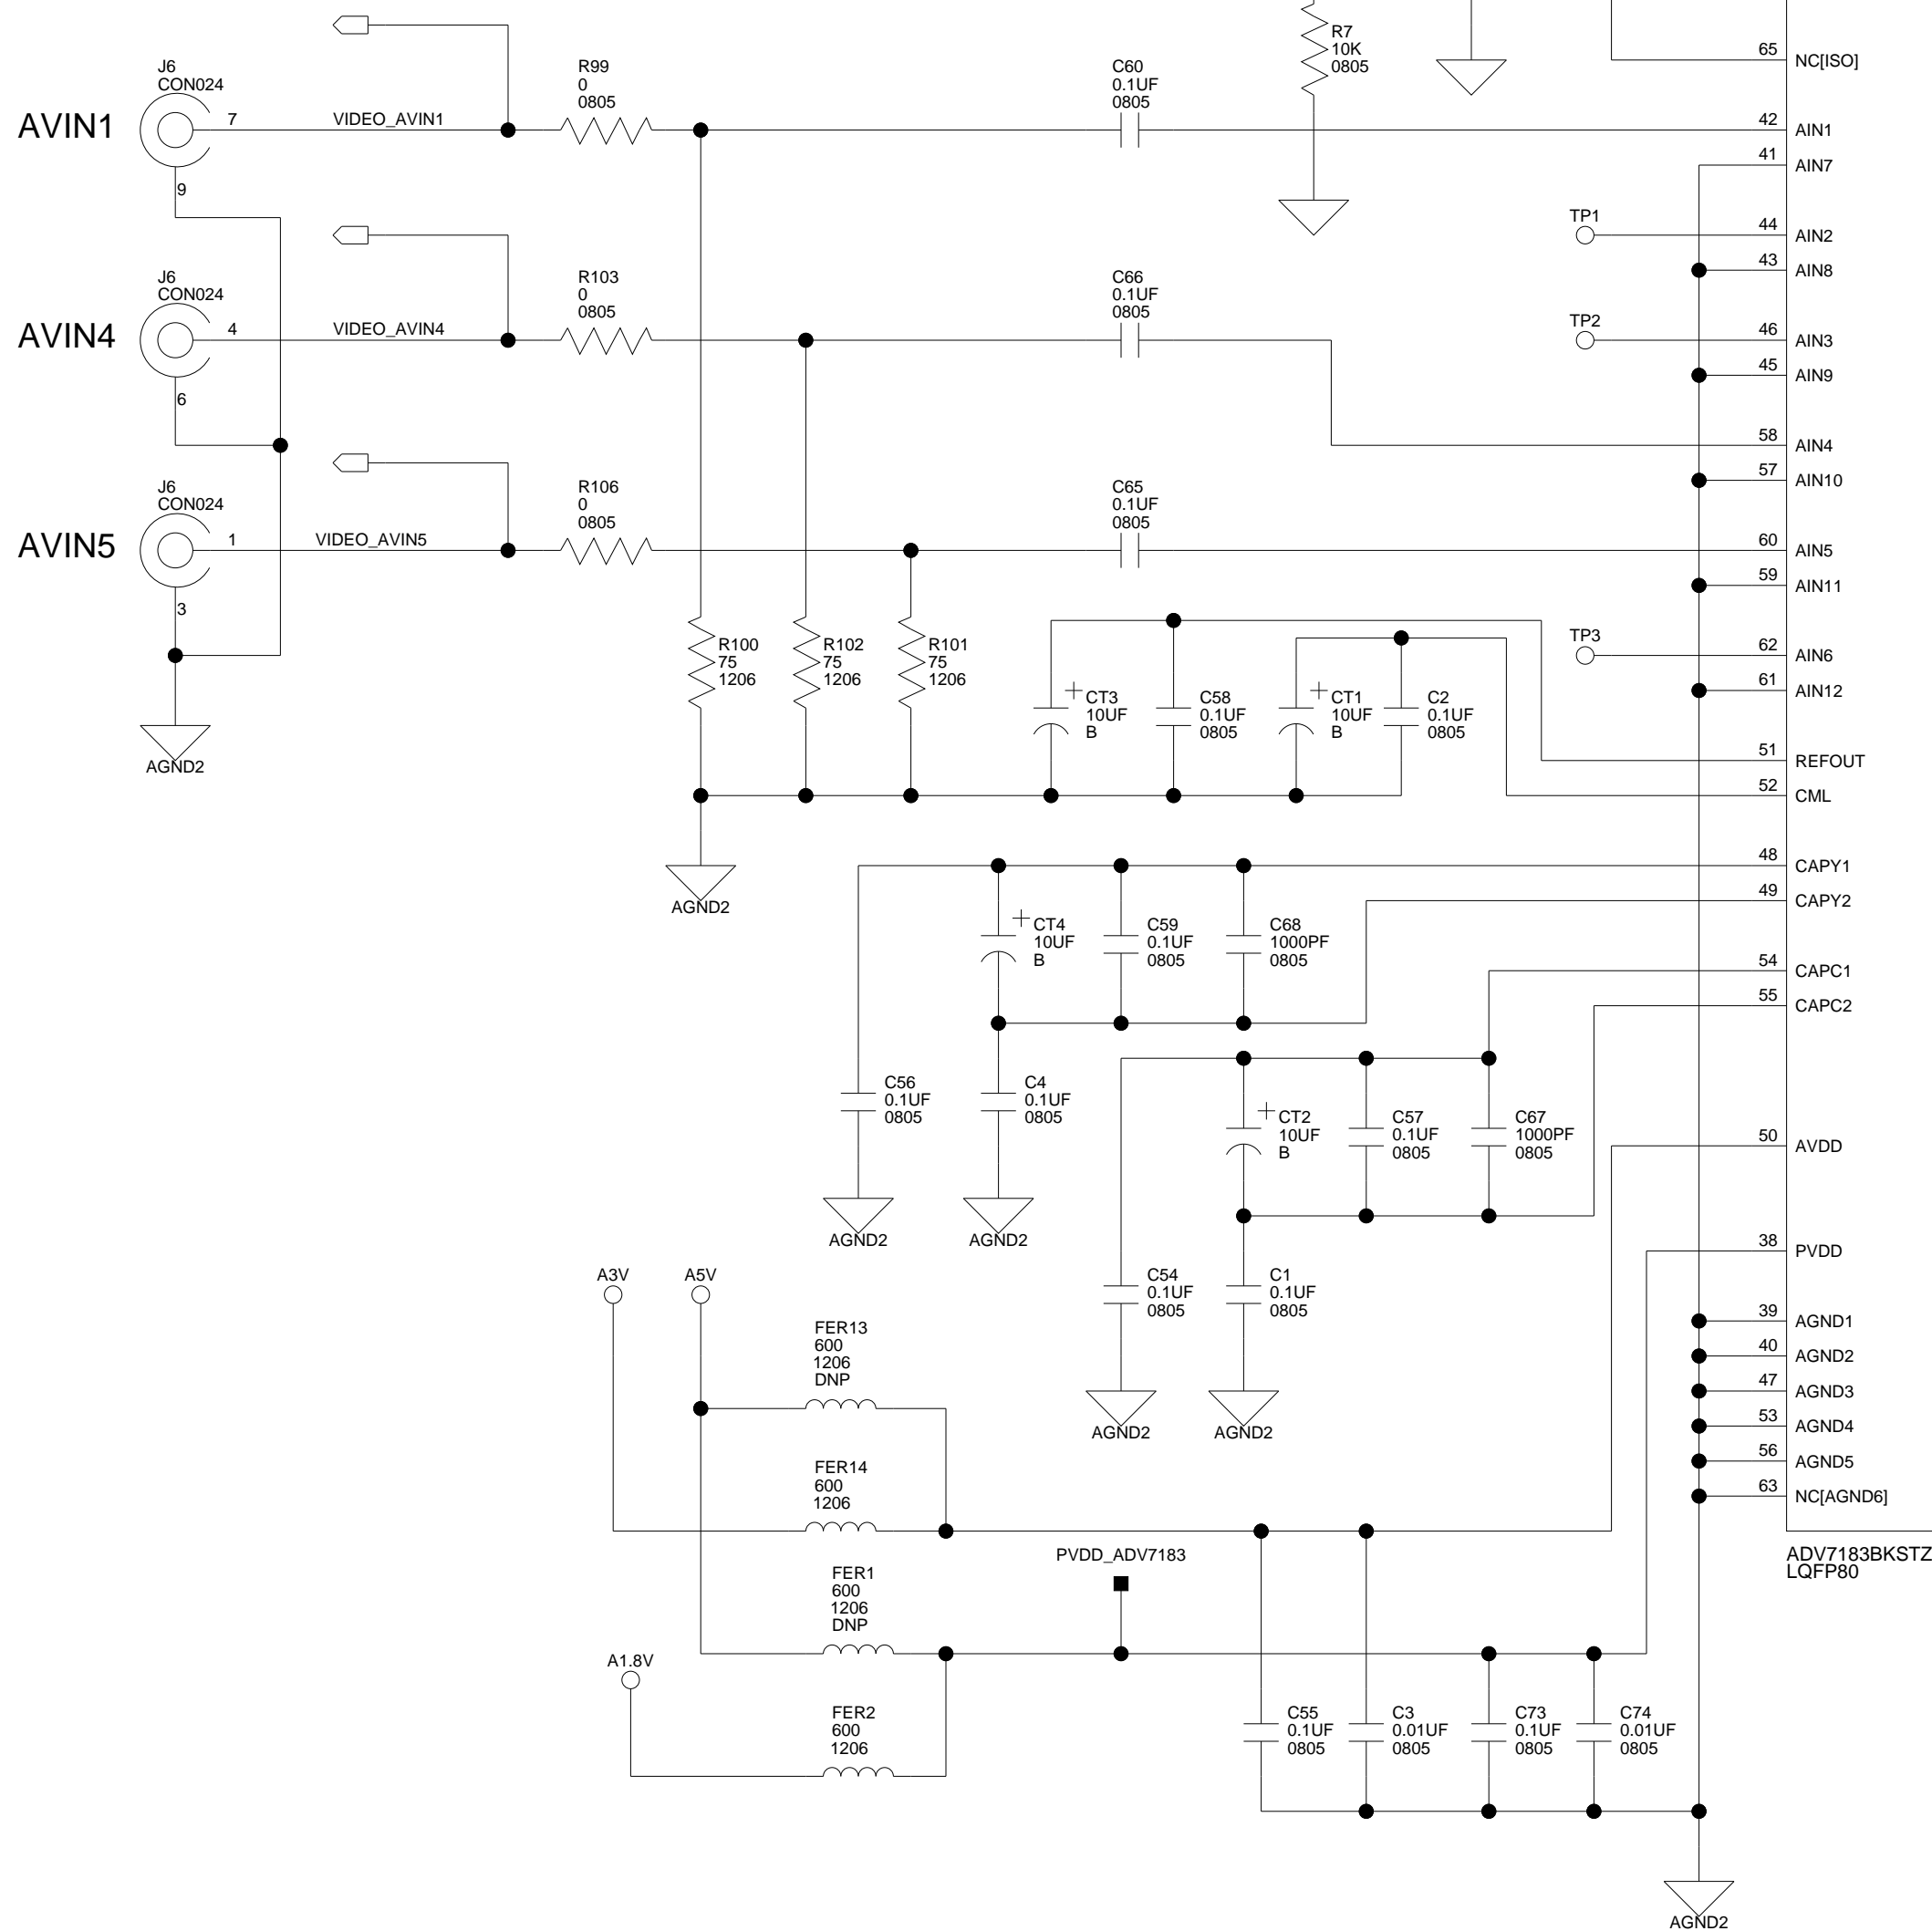 R7
10K
0805
65
NC[ISO]
J6
CON024
AVIN1
7
VIDEO_AVIN1
9
R99
0
0805
C60
0.1UF
0805
42
AIN1
41
AIN7
TP1
44
AIN2
43
AIN8
J6
CON024
AVIN4
4
VIDEO_AVIN4
6
R103
0
0805
C66
0.1UF
0805
TP2
46
AIN3
45
AIN9
58
AIN4
57
AIN10
J6
CON024
AVIN5
1
VIDEO_AVIN5
3
AGND2
R106
0
0805
C65
0.1UF
0805
60
AIN5
59
AIN11
TP3
62
AIN6
61
AIN12
R100
75
1206
R102
75
1206
R101
75
1206
CT3
10UF
B
C58
0.1UF
0805
CT1
10UF
B
C2
0.1UF
0805
51
REFOUT
52
CML
AGND2
48
CAPY1
49
CAPY2
CT4
10UF
B
C59
0.1UF
0805
C68
1000PF
0805
54
CAPC1
55
CAPC2
C56
0.1UF
0805
C4
0.1UF
0805
CT2
10UF
B
C57
0.1UF
0805
C67
1000PF
0805
50
AVDD
AGND2
AGND2
38
PVDD
A3V
A5V
C54
0.1UF
0805
C1
0.1UF
0805
39
AGND1
40
AGND2
47
AGND3
53
AGND4
56
AGND5
63
NC[AGND6]
FER13
600
1206
DNP
AGND2
AGND2
FER14
600
1206
PVDD_ADV7183
ADV7183BKSTZ
LQFP80
FER1
600
1206
DNP
A1.8V
FER2
600
1206
C55
0.1UF
0805
C3
0.01UF
0805
C73
0.1UF
0805
C74
0.01UF
0805
AGND2